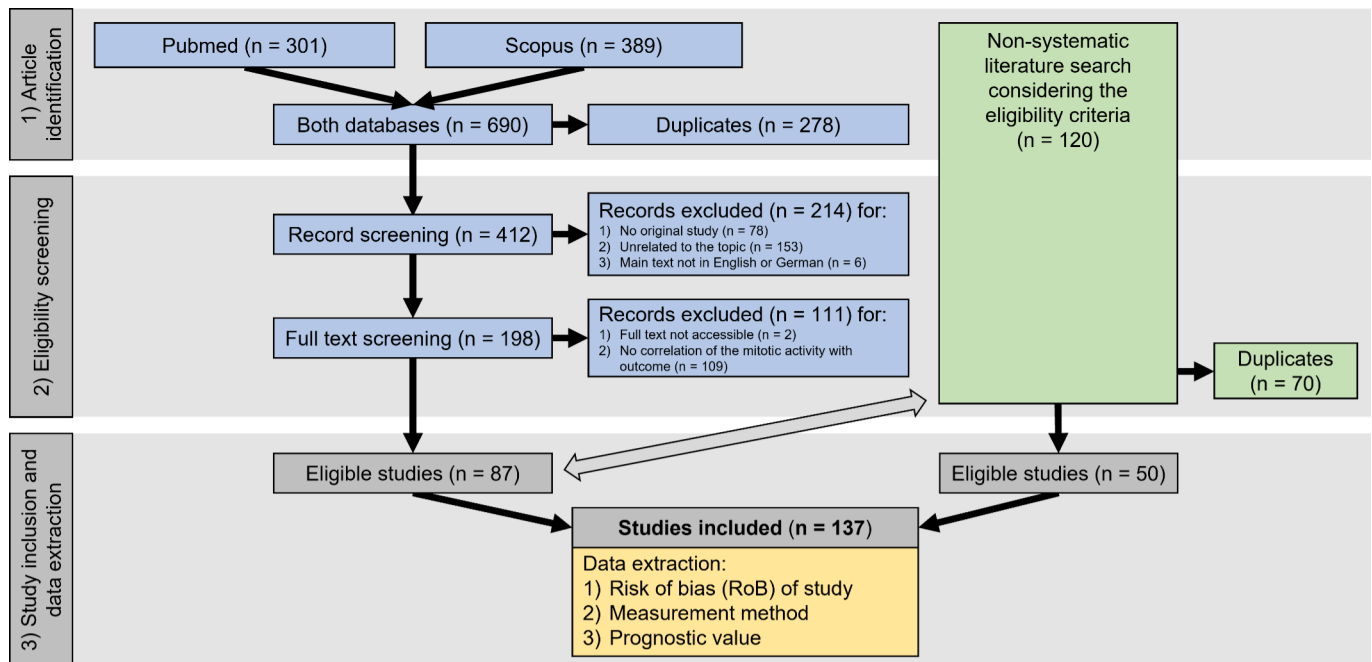 1) Article
identification
Pubmed (n = 301)
Scopus (n = 389)
Both databases (n = 690)
Duplicates (n = 278)
Non-systematic
literature search
considering the
eligibility criteria
(n = 120)
2) Eligibility screening
Record screening (n = 412)
Records excluded (n = 214) for:
1) No original study (n = 78)
2) Unrelated to the topic (n = 153)
3) Main text not in English or German (n = 6)
Full text screening (n = 198)
Records excluded (n = 111) for:
1) Full text not accessible (n = 2)
2) No correlation of the mitotic activity with
outcome (n = 109)
Duplicates
(n = 70)
3) Study inclusion and
data extraction
Eligible studies (n = 87)
Eligible studies (n = 50)
Studies included (n = 137)
Data extraction:
1) Risk of bias (RoB) of study
2) Measurement method
3) Prognostic value